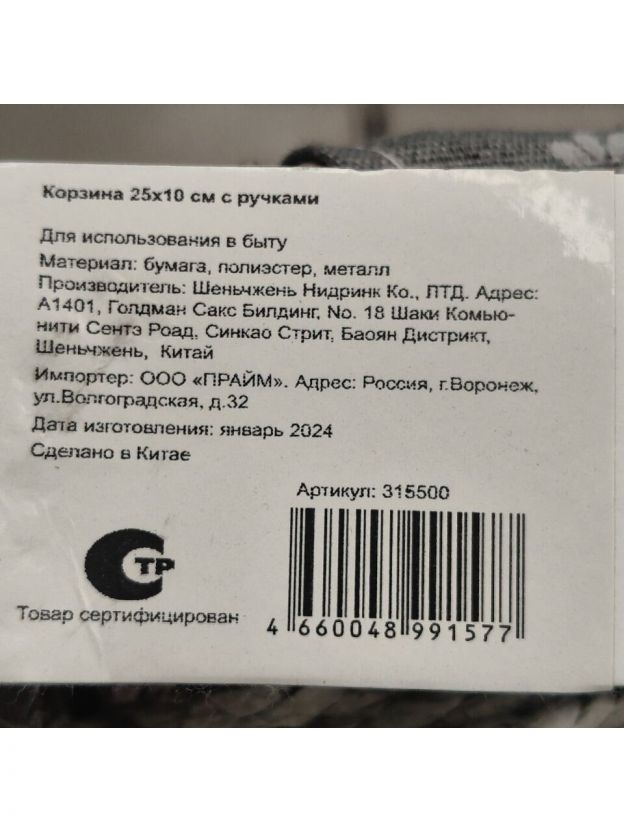 Корзина 25х10 см с ручками
Для использования в быту
Материал: бумага, полиэстер, металл
Производитель: Шеньчжень Нидринк Ко., ЛТД. Адрес:
А1401, Голдман Сакс Билдинг, No. 18 Шаки Комью-
нити Сентэ Роад, Синкао Стрит, Баоян Дистрикт,
Шеньчжень, Китай
Импортер: ООО «ПРАЙМ». Адрес: Россия, г.Воронеж,
ул.Волгоградская, д.32
Дата изготовления: январь 2024
Сделано в Китае
Артикул: 315500
СТР
Товар сертифицирован
4 660048 991577